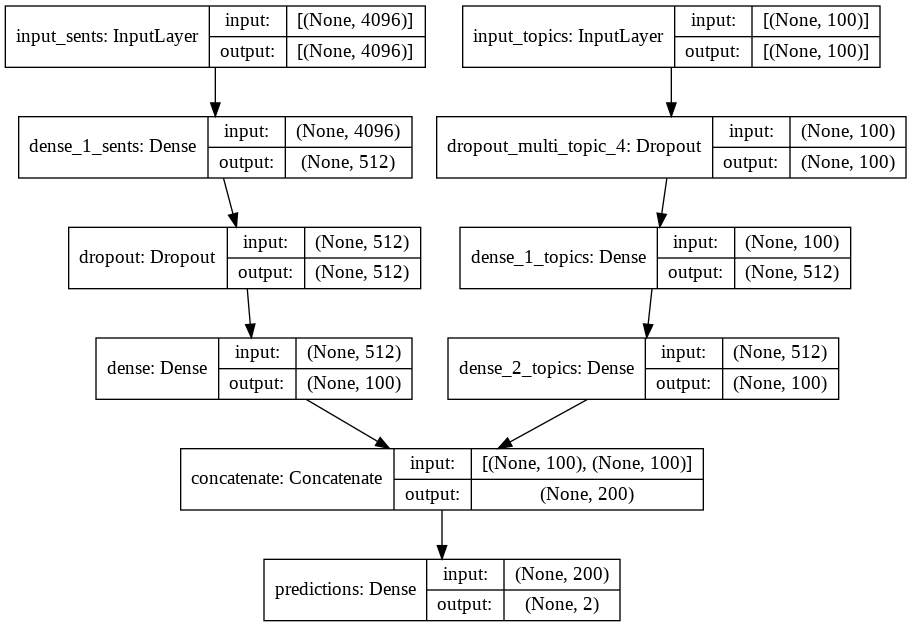 input_sents: InputLayer
input:
[(None, 4096)]
output:
[(None, 4096)]
input_topics: InputLayer
input:
[(None, 100)]
output:
[(None, 100)]
dense_1_sents: Dense
input:
(None, 4096)
output:
(None, 512)
dropout_multi_topic_4: Dropout
input:
(None, 100)
output:
(None, 100)
dropout: Dropout
input:
(None, 512)
output:
(None, 512)
dense_1_topics: Dense
input:
(None, 100)
output:
(None, 512)
dense: Dense
input:
(None, 512)
output:
(None, 100)
dense_2_topics: Dense
input:
(None, 512)
output:
(None, 100)
concatenate: Concatenate
input:
[(None, 100), (None, 100)]
output:
(None, 200)
predictions: Dense
input:
(None, 200)
output:
(None, 2)